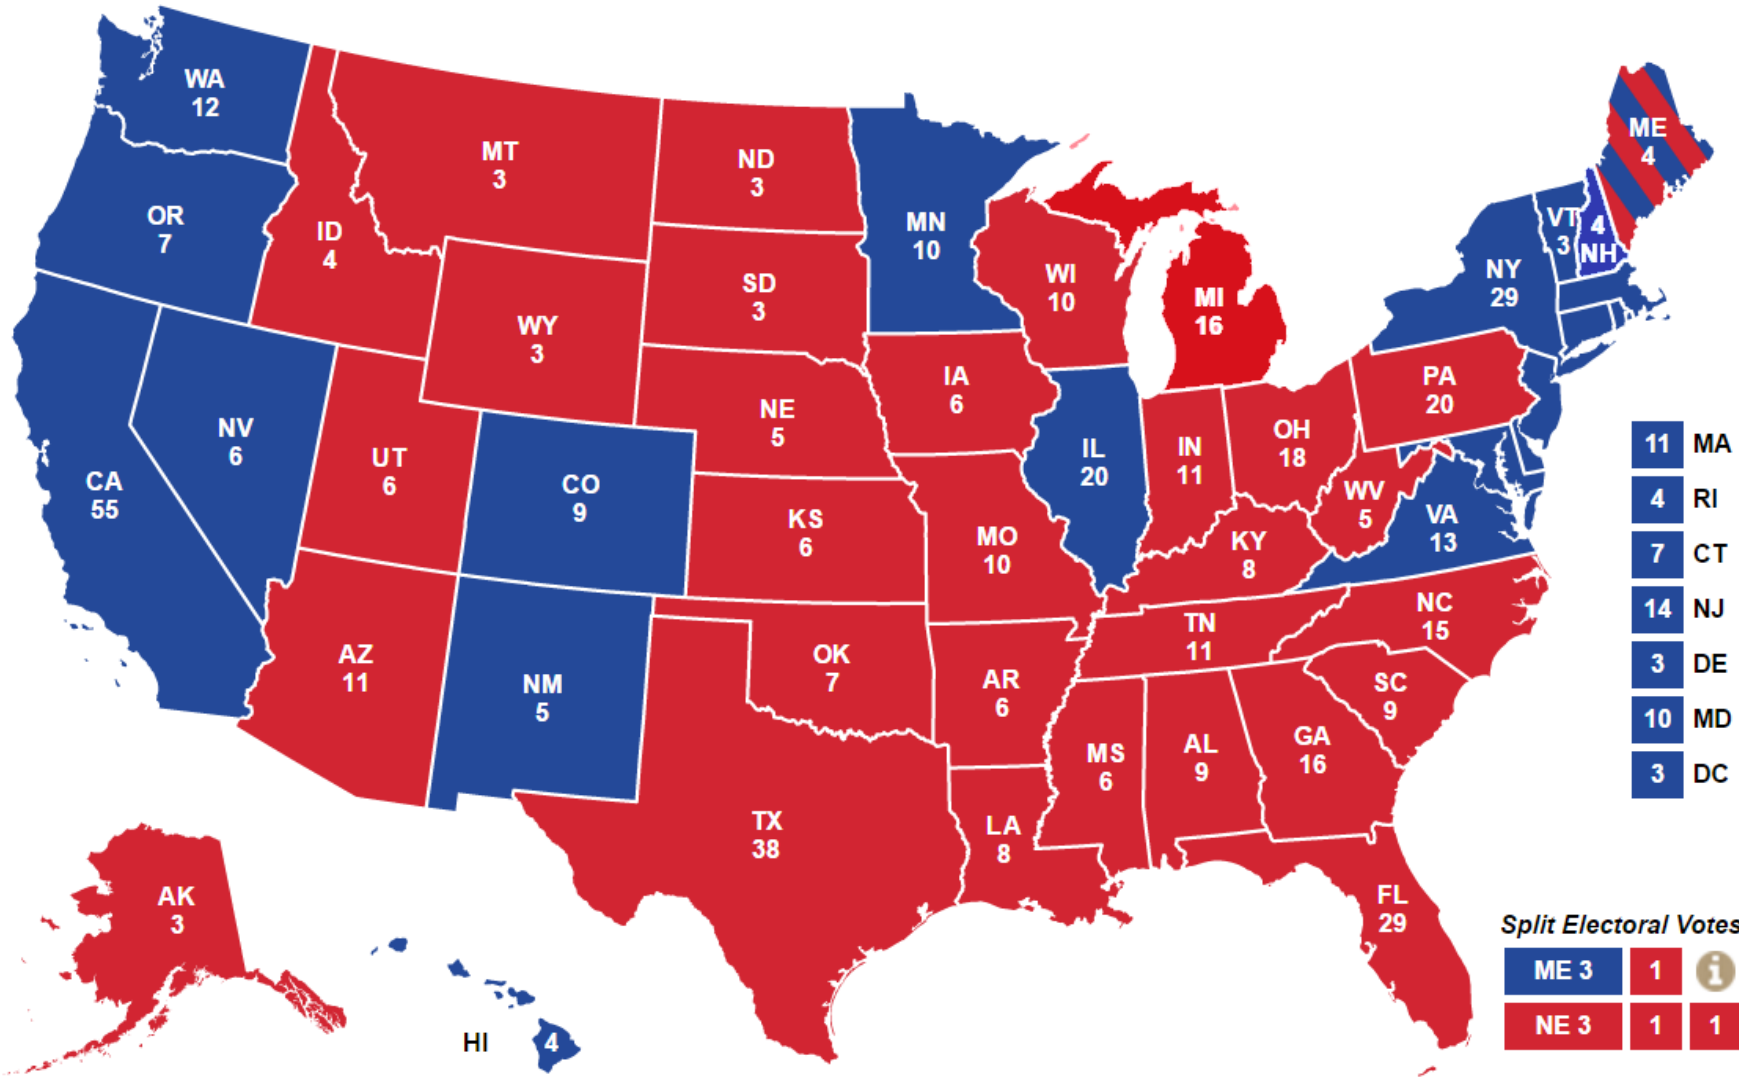 WA
12
OR
7
CA
55
NV
6
ID
4
MT
3
WY
3
UT
6
CO
9
AZ
11
NM
5
ND
3
SD
3
NE
5
KS
6
OK
7
TX
38
MN
10
IA
6
MO
10
AR
6
LA
8
WI
10
IL
20
MI
16
IN
11
OH
18
KY
8
TN
11
MS
6
AL
9
GA
16
FL
29
SC
9
NC
15
VA
13
WV
5
PA
20
NY
29
VT
3
4
NH
ME
4
11 MA
4 RI
7 CT
14 NJ
3 DE
10 MD
3 DC
AK
3
HI
4
Split Electoral Votes
ME 3 1 i
NE 3 1 1